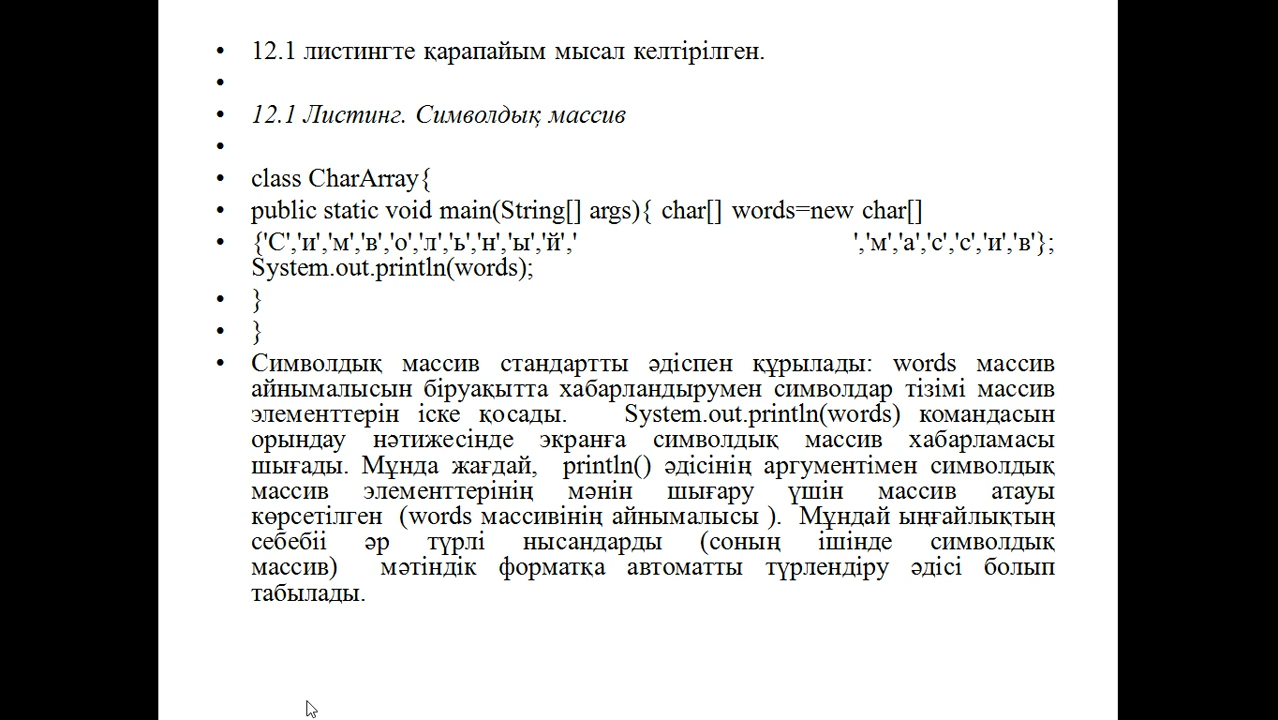 • 12.1 листингте қарапайым мысал келтірілген.
•
• 12.1 Листинг. Символдық массив
•
• class CharArray{
• public static void main(String[] args){ char[] words=new char[]
• {'С','и','м','в','о','л','ь','н','ы','й',' ','м','а','с','с','и','в'};
System.out.println(words);
• }
• }
• Символдық массив стандартты әдіспен құрылады: words массив
айнымалысын біруақытта хабарландырумен символдар тізімі массив
элементтерін іске қосады. System.out.println(words) командасын
орындау нәтижесінде экранға символдық массив хабарламасы
шығады. Мұнда жағдай, println() әдісінің аргументімен символдық
массив элементтерінің мәнін шығару үшін массив атауы
көрсетілген (words массивінің айнымалысы ). Мұндай ыңғайлықтың
себебіі әр түрлі нысандарды (соның ішінде символдық
массив) мәтіндік форматқа автоматты түрлендіру әдісі болып
табылады.